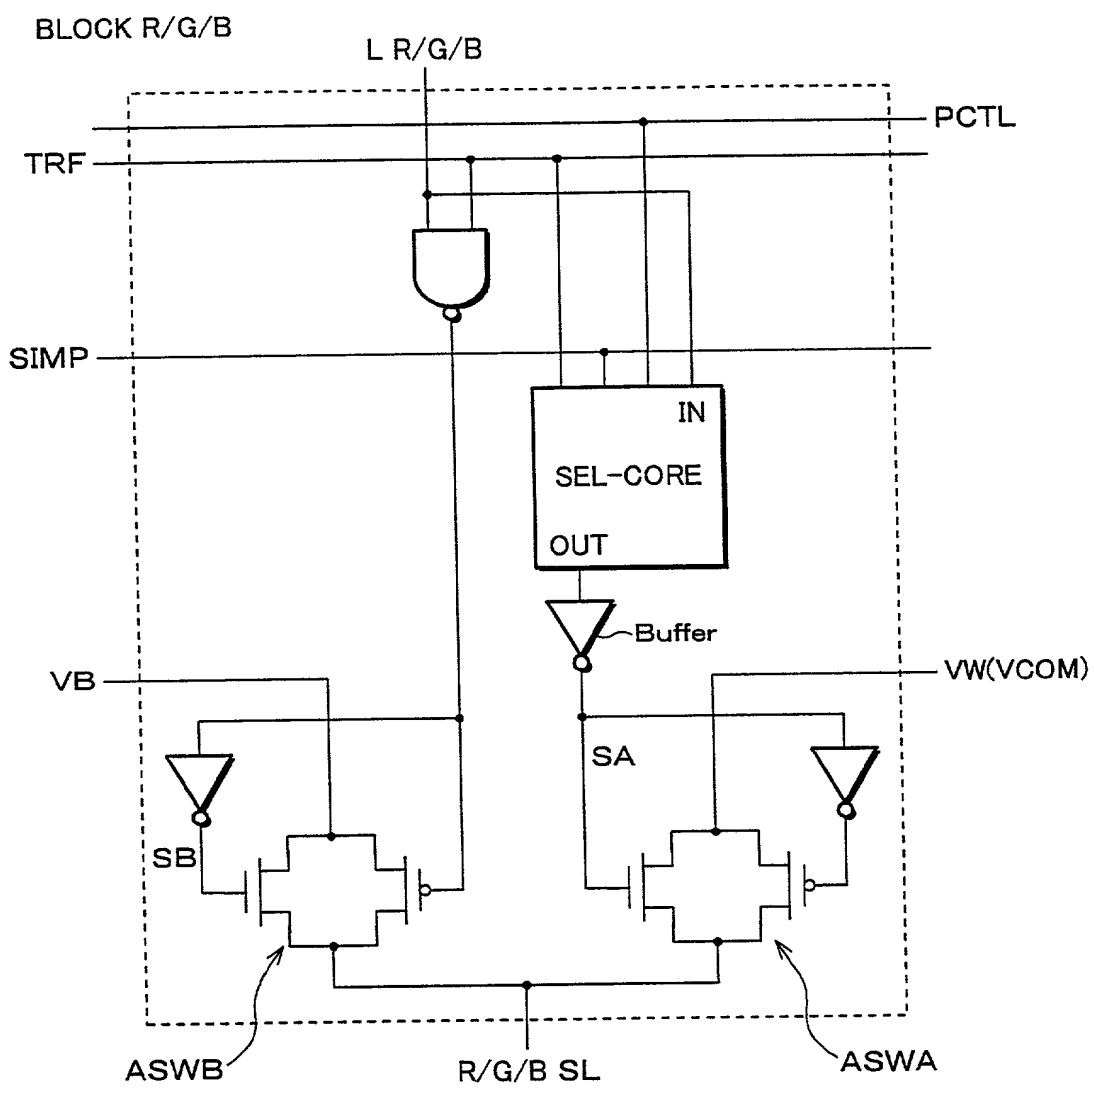 BLOCK R/G/B
L R/G/B
PCTL
TRF
SIMP
IN
SEL-CORE
OUT
Buffer
VB
VW(VCOM)
SA
SB
ASWB
R/G/B SL
ASWA